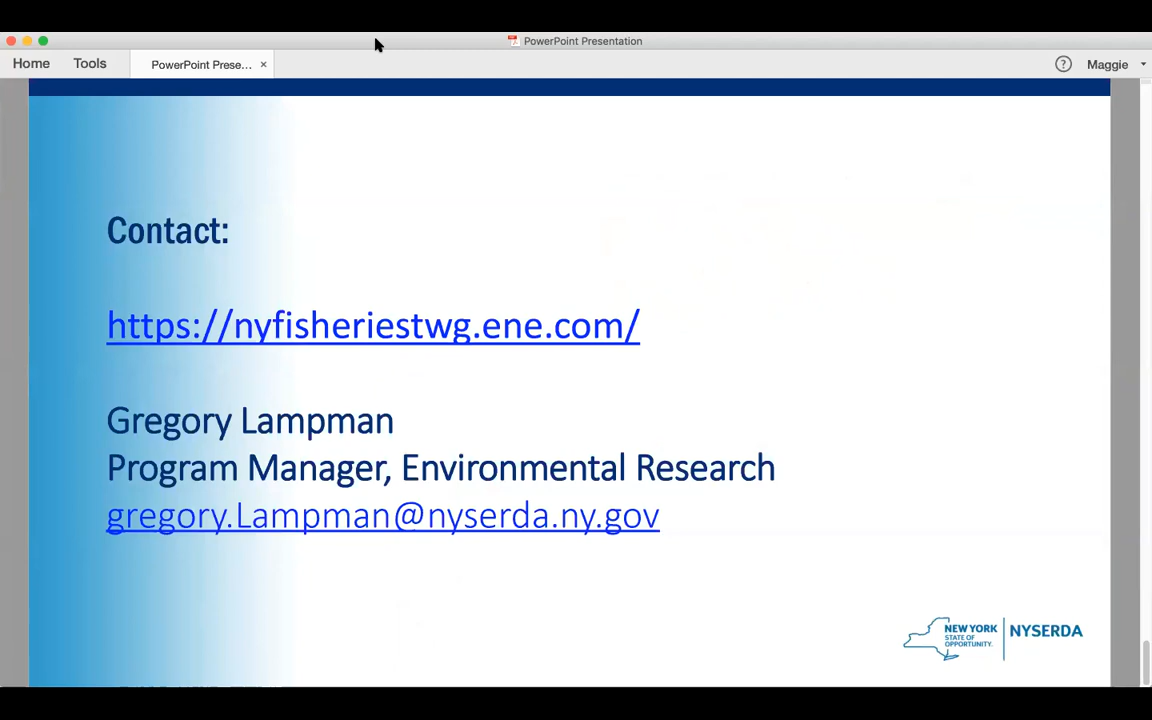 PowerPoint Presentation
Home Tools PowerPoint Prese... × ? Maggie
Contact:
https://nyfisheriestwg.ene.com/
Gregory Lampman
Program Manager, Environmental Research
gregory.Lampman@nyserda.ny.gov
NEW YORK
STATE OF
OPPORTUNITY.
NYSERDA